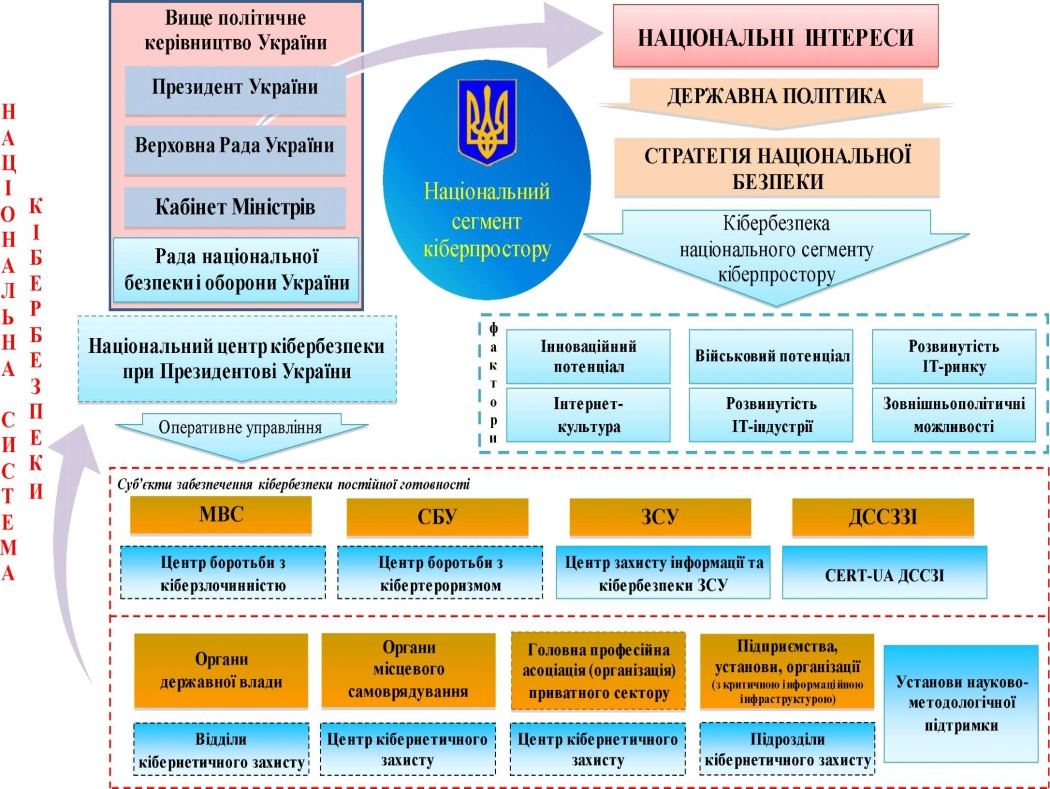 НАЦІОНАЛЬНА СИСТЕМА
КІБЕРБЕЗПЕКИ
Вище політичне
керівництво України
Президент України
Верховна Рада України
Кабінет Міністрів
Рада національної
безпеки і оборони України
Національний центр кібербезпеки
при Президентові України
Оперативне управління
Національний
сегмент
кіберпростору
НАЦІОНАЛЬНІ ІНТЕРЕСИ
ДЕРЖАВНА ПОЛІТИКА
СТРАТЕГІЯ НАЦІОНАЛЬНОЇ
БЕЗПЕКИ
Кібербезпека
національного сегменту
кіберпростору
фактори
Інноваційний
потенціал
Військовий потенціал
Розвинутість
ІТ-ринку
Інтернет-
культура
Розвинутість
ІТ-індустрії
Зовнішньополітичні
можливості
Суб'єкти забезпечення кібербезпеки постійної готовності
МВС
СБУ
ЗСУ
ДССЗЗІ
Центр боротьби з
кіберзлочинністю
Центр боротьби з
кібертероризмом
Центр захисту інформації та
кібербезпеки ЗСУ
CERT-UA ДССЗІ
Органи
державної влади
Органи
місцевого
самоврядування
Головна професійна
асоціація (організація)
приватного сектору
Підприємства,
установи, організації
(з критичною інформаційною
інфраструктурою)
Установи науково-
методологічної
підтримки
Відділи
кібернетичного захисту
Центр кібернетичного
захисту
Центр кібернетичного
захисту
Підрозділи
кібернетичного захисту